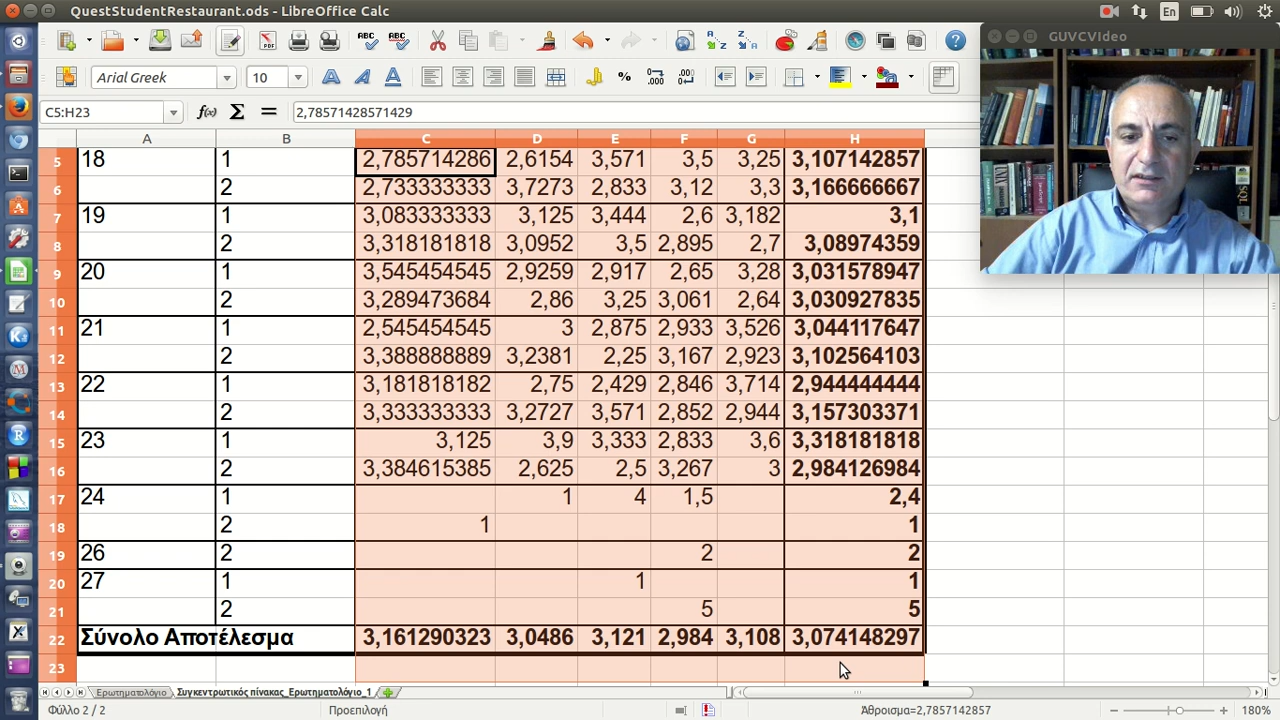 QuestStudentRestaurant.ods - LibreOffice Calc
En
GUVCVIdeo
Arial Greek 10
C5:H23 2,78571428571429
A B C D E F G H
5 18 1 2,785714286 2,6154 3,571 3,5 3,25 3,107142857
6 2 2,733333333 3,7273 2,833 3,12 3,3 3,166666667
7 19 1 3,083333333 3,125 3,444 2,6 3,182 3,1
8 2 3,318181818 3,0952 3,5 2,895 2,7 3,08974359
9 20 1 3,545454545 2,9259 2,917 2,65 3,28 3,031578947
10 2 3,289473684 2,86 3,25 3,061 2,64 3,030927835
11 21 1 2,545454545 3 2,875 2,933 3,526 3,044117647
12 2 3,388888889 3,2381 2,25 3,167 2,923 3,102564103
13 22 1 3,181818182 2,75 2,429 2,846 3,714 2,944444444
14 2 3,333333333 3,2727 3,571 2,852 2,944 3,157303371
15 23 1 3,125 3,9 3,333 2,833 3,6 3,318181818
16 2 3,384615385 2,625 2,5 3,267 3 2,984126984
17 24 1 1 4 1,5 2,4
18 2 1 1
19 26 2 2 2
20 27 1 1 1
21 2 5 5
22 Σύνολο Αποτέλεσμα 3,161290323 3,0486 3,121 2,984 3,108 3,074148297
23
Ερωτηματολόγιο Συγκεντρωτικός πίνακας_Ερωτηματολόγιο_1
Φύλλο 2 / 2 Προεπιλογή Άθροισμα=2,7857142857 180%